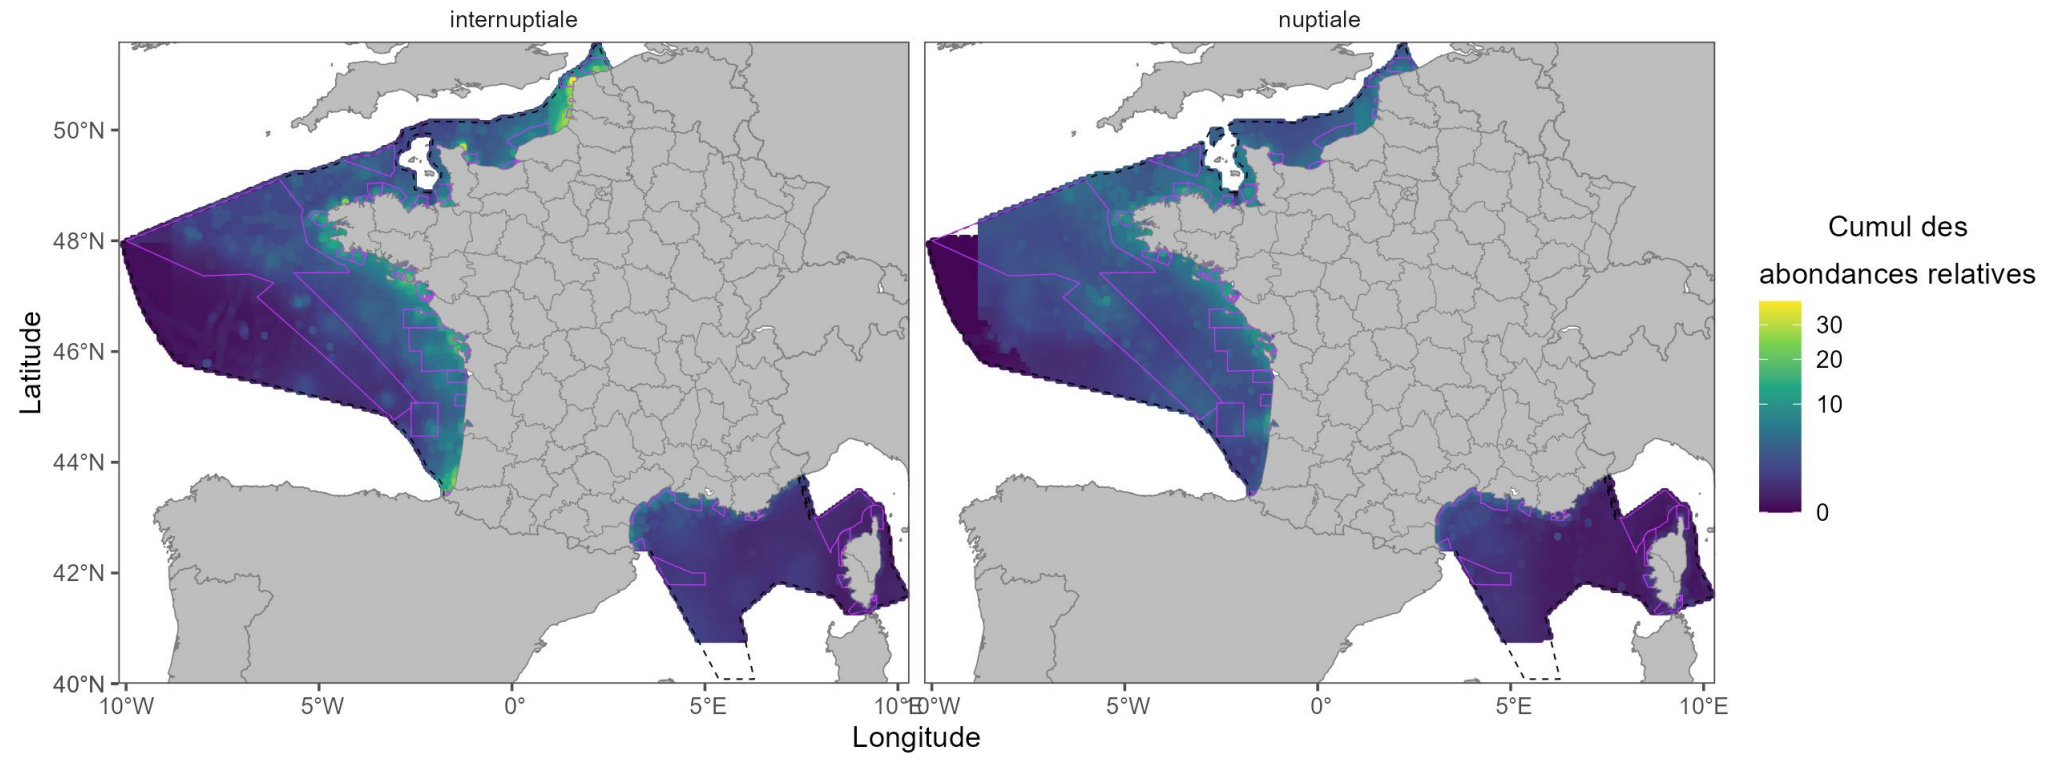 internuptiale
nuptiale
50°N
48°N
46°N
44°N
42°N
40°N
Latitude
10°W
5°W
0°
5°E
10°E
10°W
5°W
0°
5°E
10°E
Longitude
Cumul des
abondances relatives
30
20
10
0